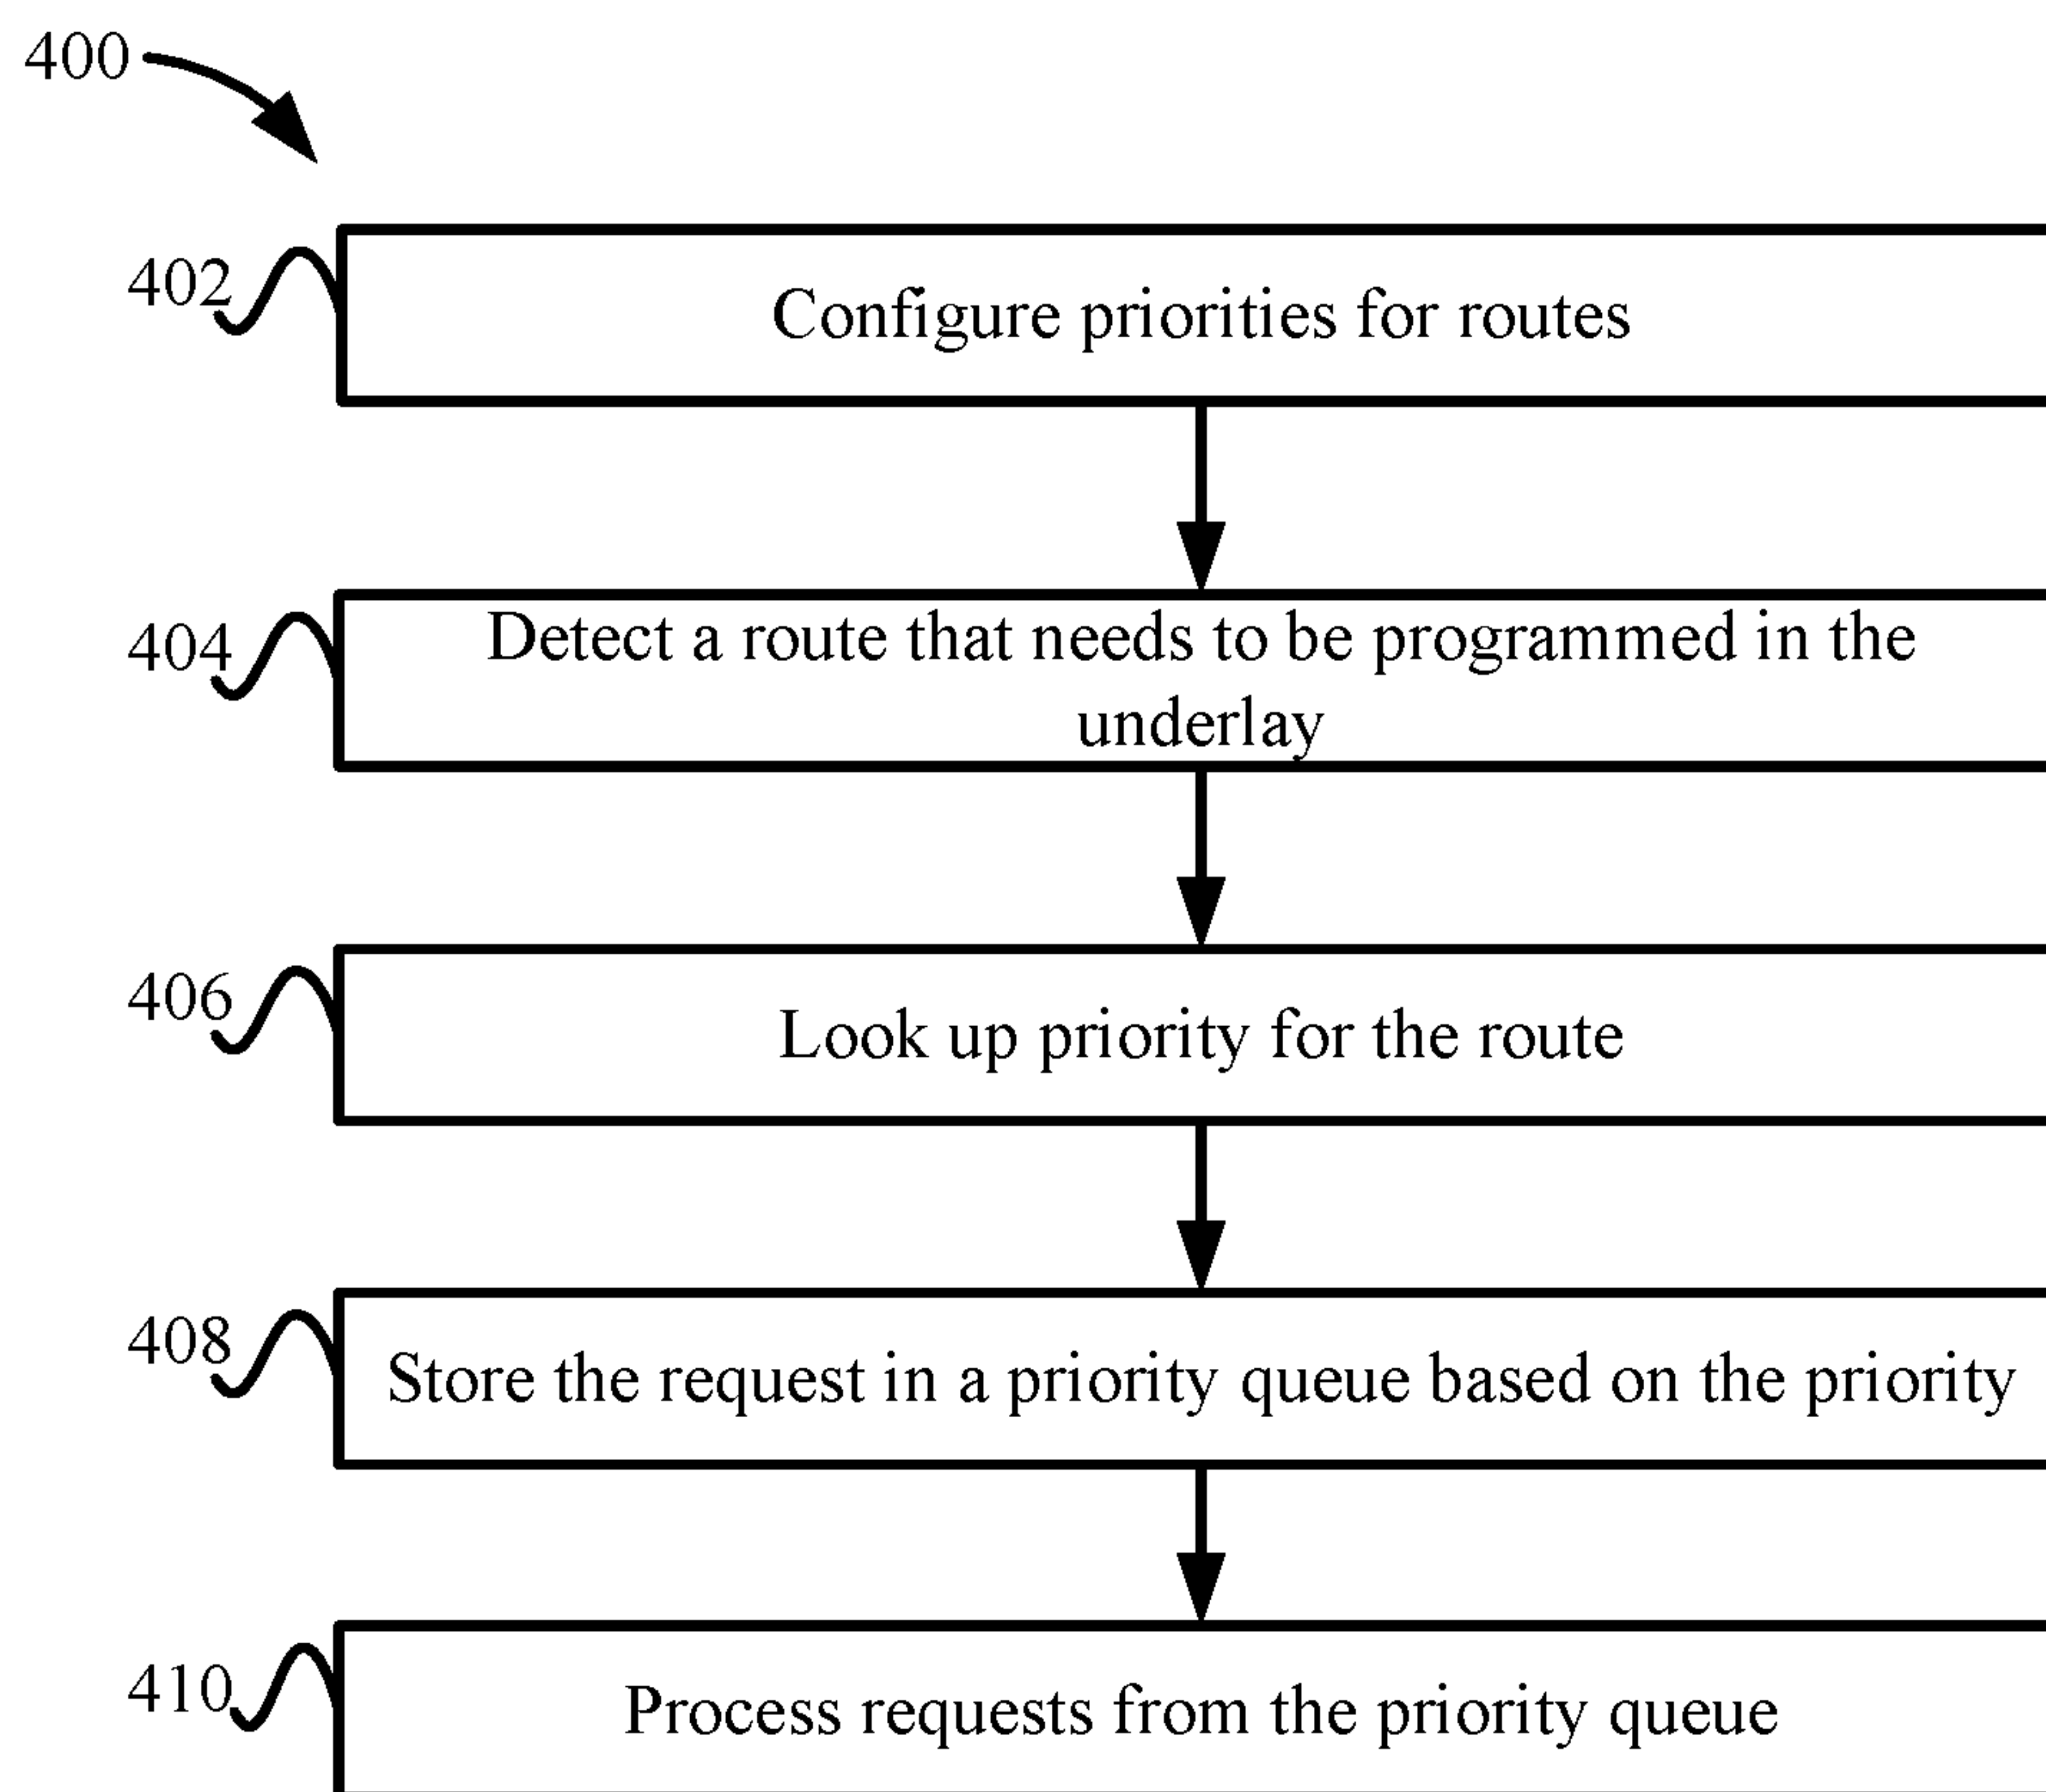 400
402
Configure priorities for routes
404
Detect a route that needs to be programmed in the
underlay
406
Look up priority for the route
408
Store the request in a priority queue based on the priority
410
Process requests from the priority queue